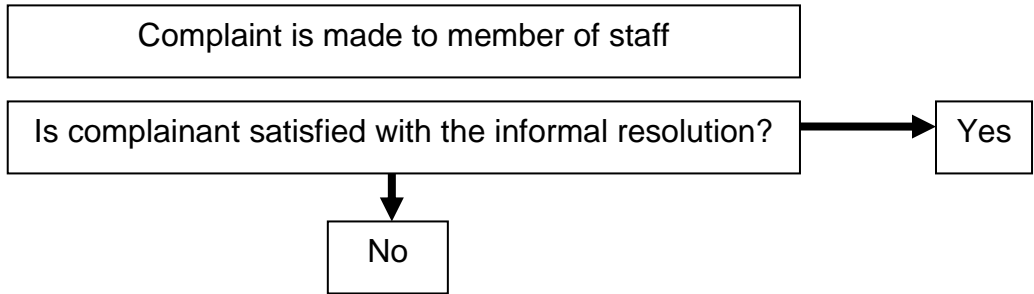 Complaint is made to member of staff
Is complainant satisfied with the informal resolution?
Yes
No